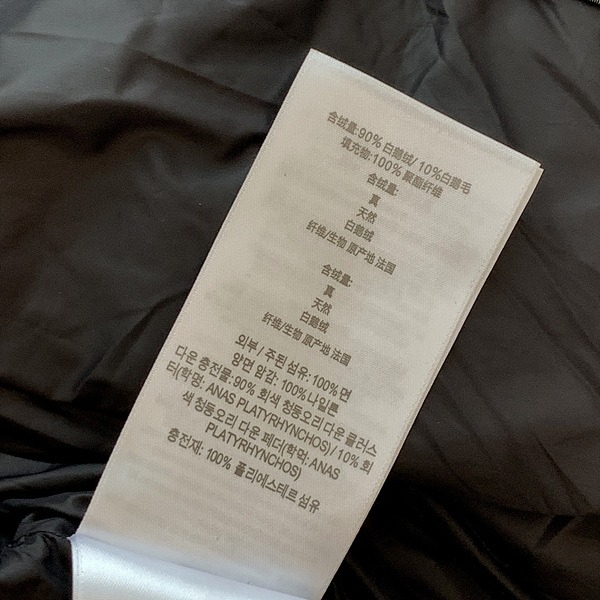 含绒量:90% 白鹅绒/ 10%白鹅毛
填充物:100% 聚酯纤维
含绒量:
真
天然
白鹅绒
纤维/生物 原产地 法国
含绒量:
真
天然
白鹅绒
纤维/生物 原产地 法国
외부 / 주된 섬유: 100% 면
양면 암감: 100% 나일론
다운 충전물: 90% 회색 청둥오리 다운 클러스
터(학명: ANAS PLATYRHYNCHOS) / 10% 회
색 청둥오리 다운 페더(학명: ANAS
PLATYRHYNCHOS)
충전재: 100% 폴리에스테르 섬유